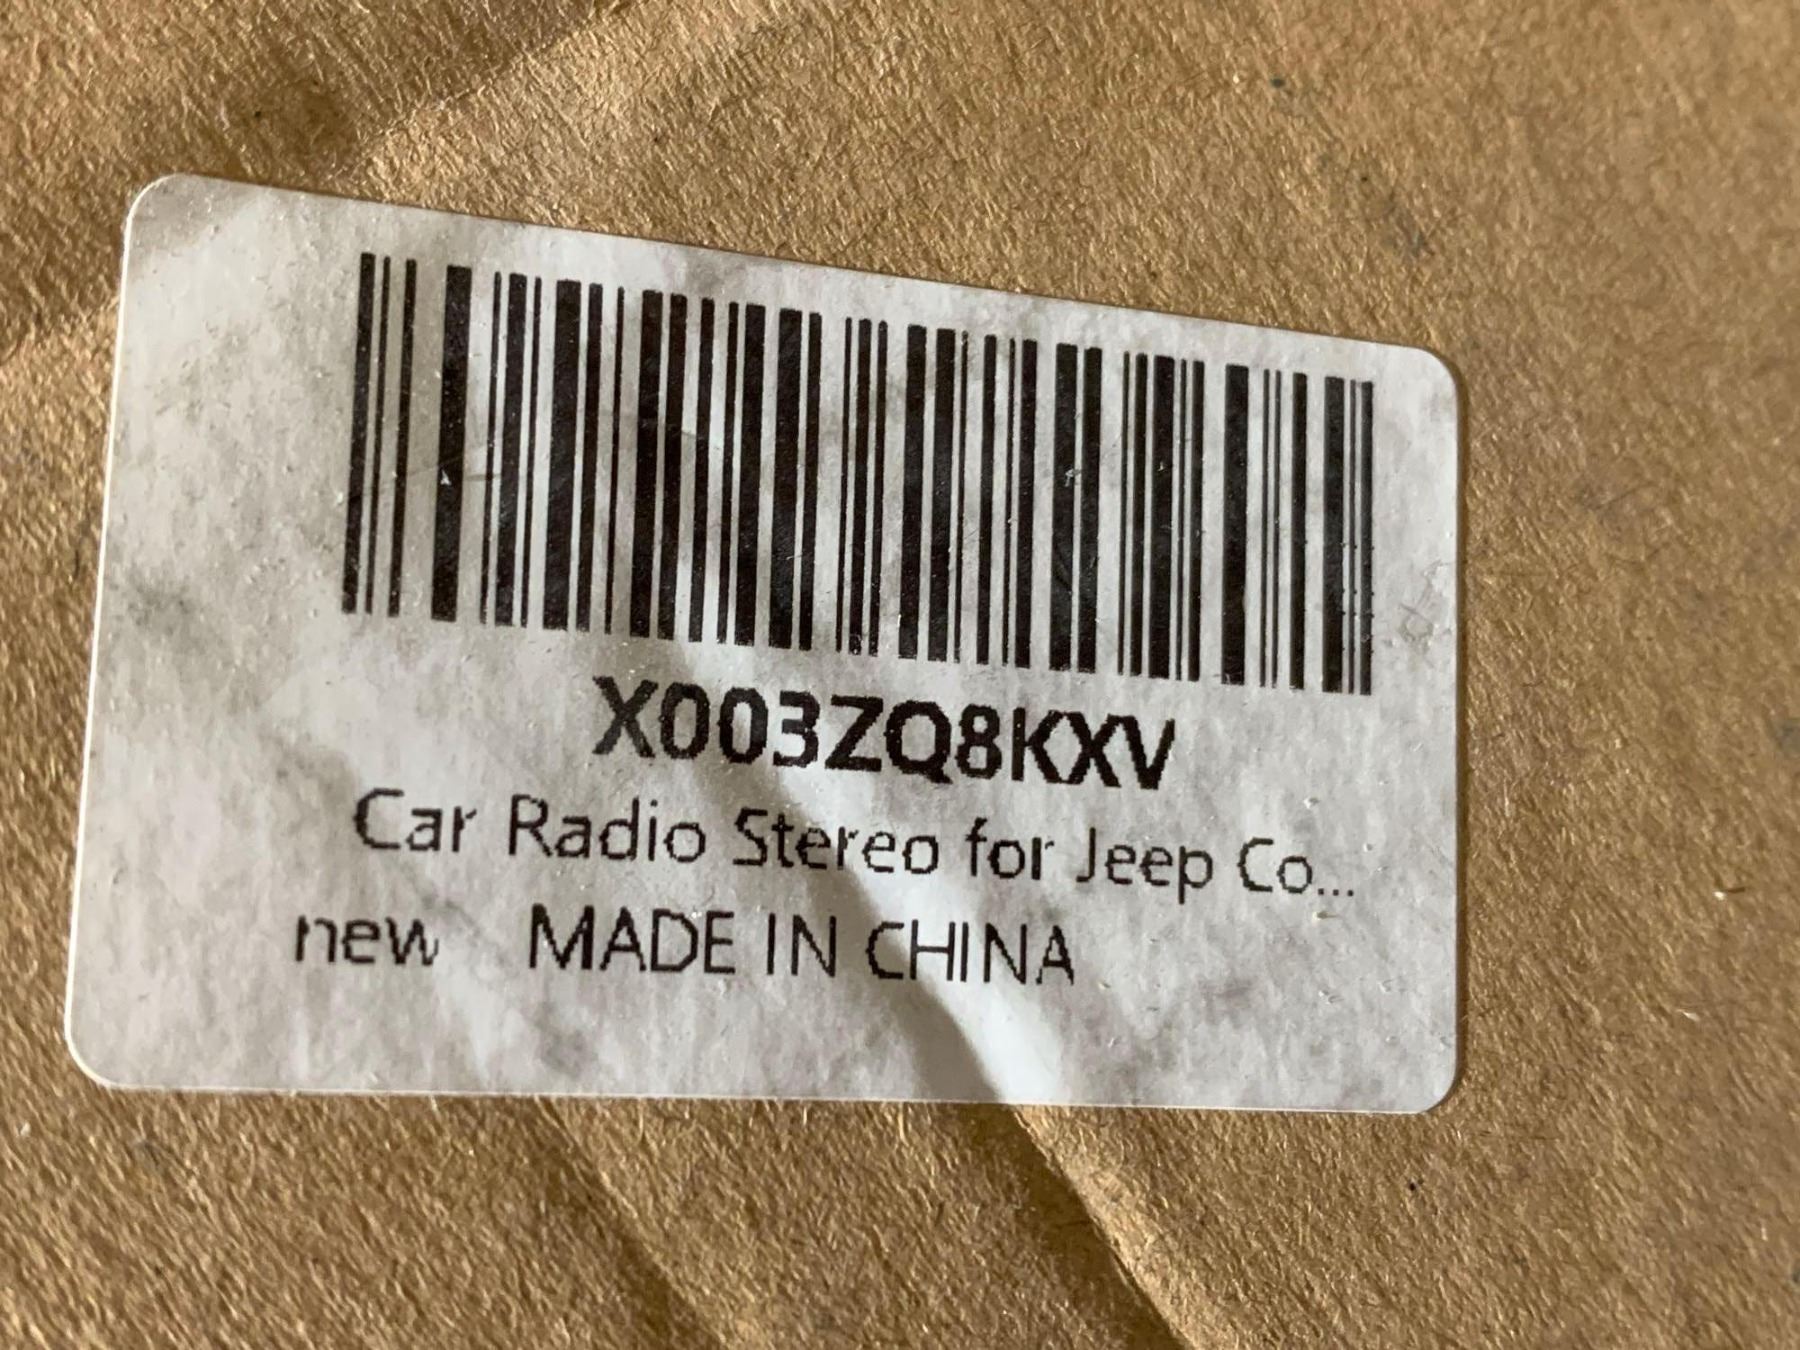 X003ZQ8KXV
Car Radio Stereo for Jeep Co...
new MADE IN CHINA